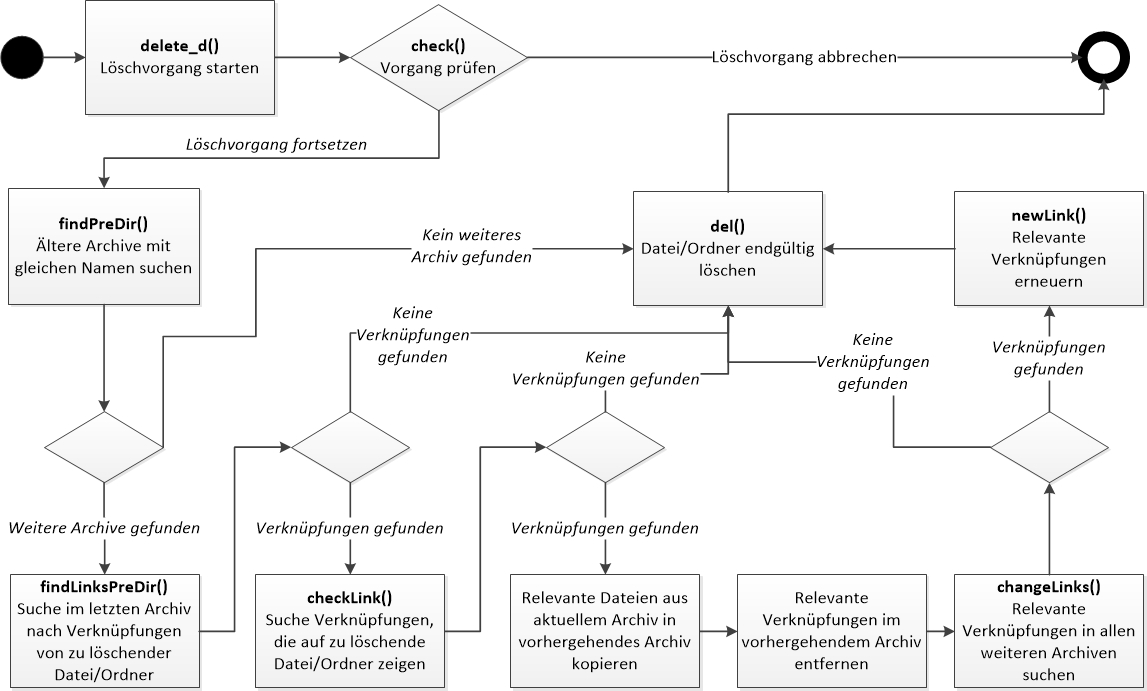 delete_d()
Löschvorgang starten
check()
Vorgang prüfen
Löschvorgang abbrechen
Löschvorgang fortsetzen
findPreDir()
Ältere Archive mit
gleichen Namen suchen
Kein weiteres
Archiv gefunden
del()
Datei/Ordner endgültig
löschen
newLink()
Relevante
Verknüpfungen
erneuern
Keine
Verknüpfungen
gefunden
Keine
Verknüpfungen gefunden
Keine
Verknüpfungen
gefunden
Verknüpfungen
gefunden
Weitere Archive gefunden
Verknüpfungen gefunden
Verknüpfungen gefunden
findLinksPreDir()
Suche im letzten Archiv
nach Verknüpfungen
von zu löschender
Datei/Ordner
checkLink()
Suche Verknüpfungen,
die auf zu löschende
Datei/Ordner zeigen
Relevante Dateien aus
aktuellem Archiv in
vorhergehendes Archiv
kopieren
Relevante
Verknüpfungen im
vorhergehendem Archiv
entfernen
changeLinks()
Relevante
Verknüpfungen in allen
weiteren Archiven
suchen